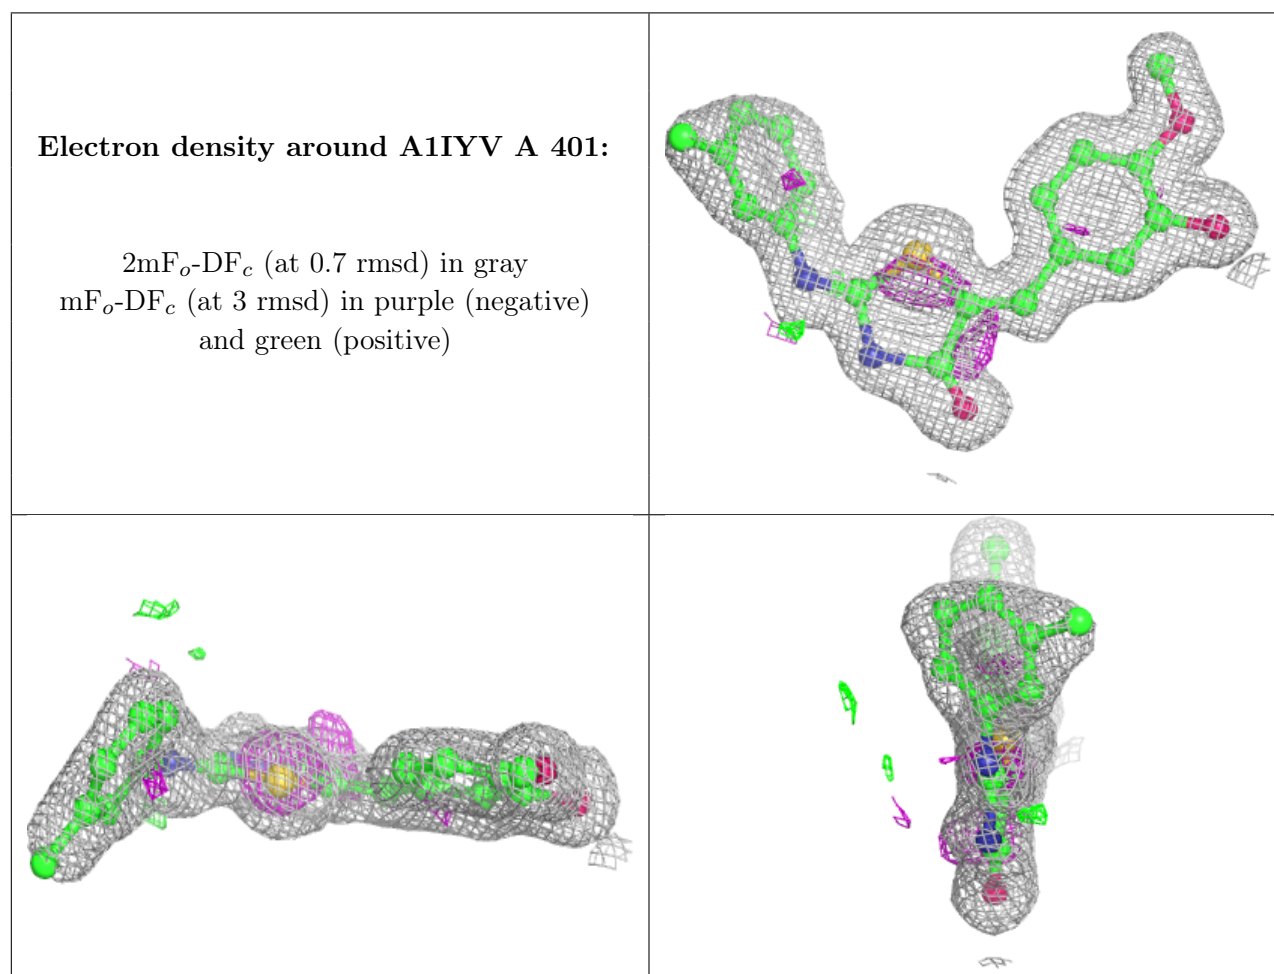 Electron density around A1IYV A 401:
2mFo-DFc (at 0.7 rmsd) in gray
mFo-DFc (at 3 rmsd) in purple (negative)
and green (positive)